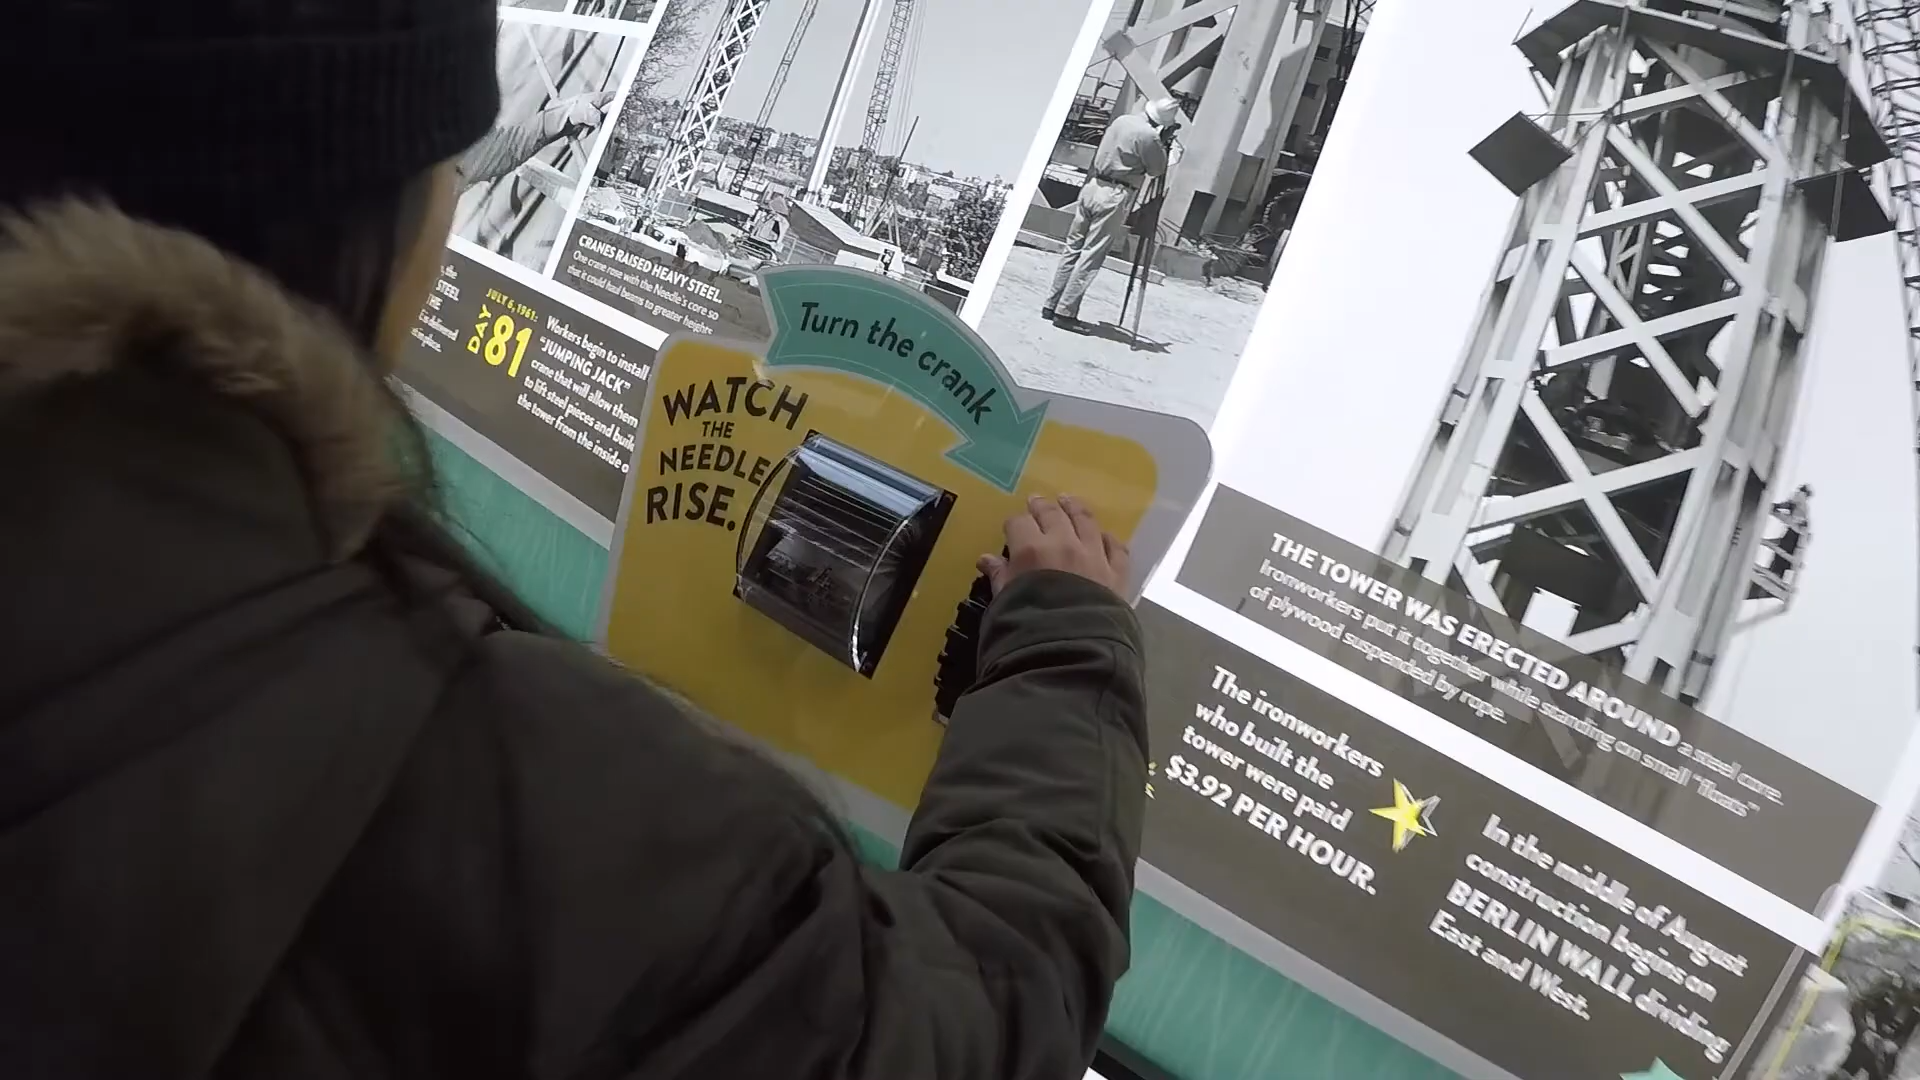 CRANES RAISED HEAVY STEEL.
One crane rose with the Needle's core so
that it could haul beams to greater heights
the
STEEL
THE
is delivered
JULY 6, 1961:
DAY 81
Workers begin to install
"JUMPING JACK"
crane that will allow them
to lift steel pieces and buil
the tower from the inside o
Turn the crank
WATCH
THE
NEEDLE
RISE.
THE TOWER WAS ERECTED AROUND a steel core.
Ironworkers put it together while standing on small "floats"
of plywood suspended by rope.
The ironworkers
who built the
tower were paid
$3.92 PER HOUR.
In the middle of August
construction begins on
BERLIN WALL dividing
East and West.